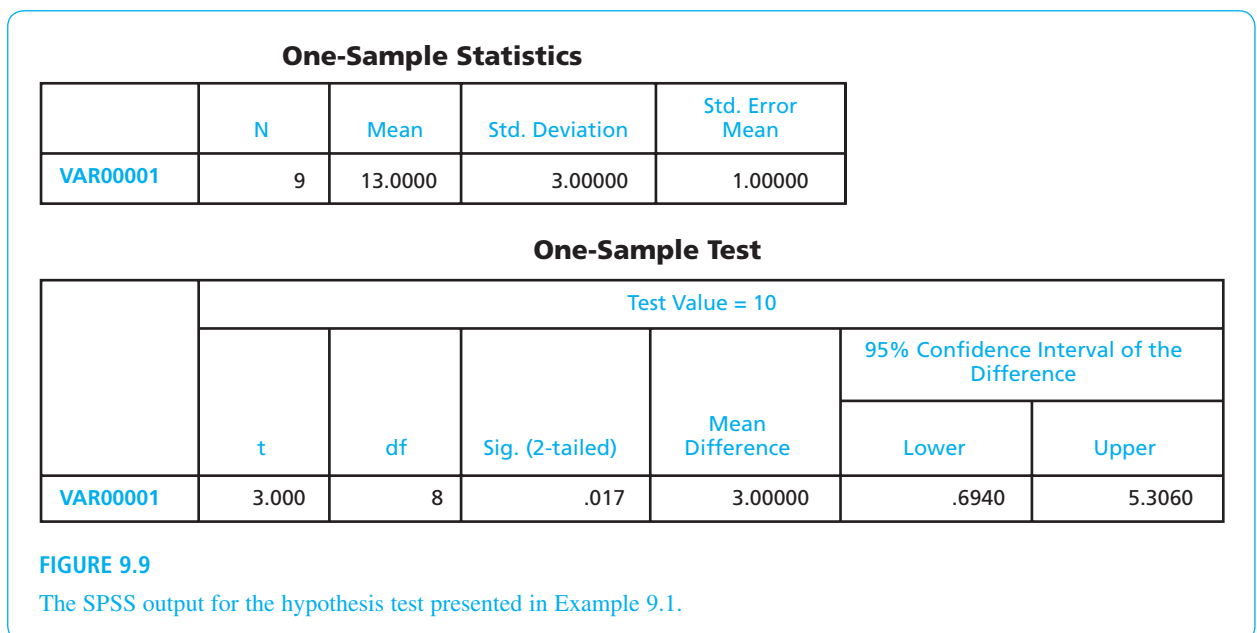 One-Sample Statistics
N Mean Std. Deviation Std. Error Mean
VAR00001 9 13.0000 3.00000 1.00000
One-Sample Test
Test Value = 10
95% Confidence Interval of the Difference
t df Sig. (2-tailed) Mean Difference Lower Upper
VAR00001 3.000 8 .017 3.00000 .6940 5.3060
FIGURE 9.9
The SPSS output for the hypothesis test presented in Example 9.1.